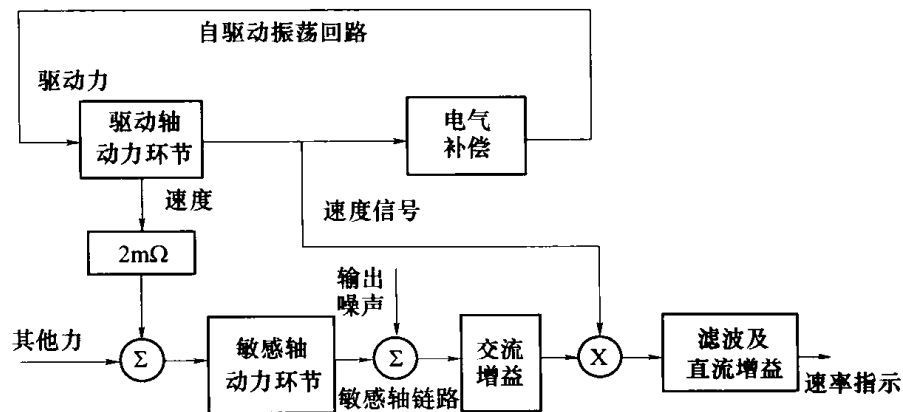 自驱动振荡回路
驱动力
驱动轴
动力环节
电气
补偿
速度
速度信号
2mΩ
输出
噪声
其他力
Σ
敏感轴
动力环节
Σ
敏感轴链路
交流
增益
X
滤波及
直流增益
速率指示